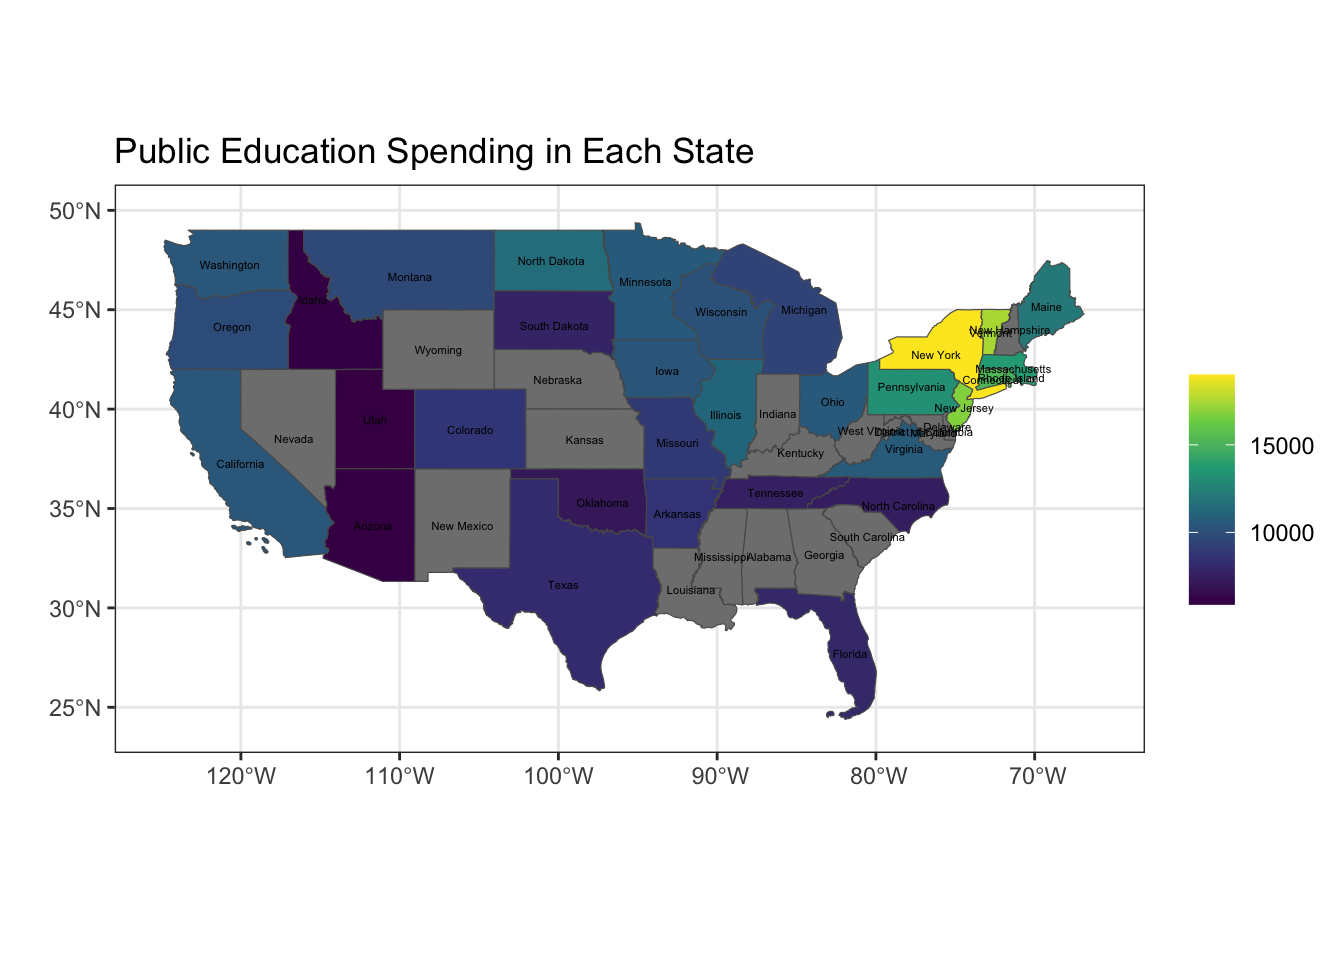 Public Education Spending in Each State
50°N
45°N
40°N
35°N
30°N
25°N
Washington
Montana
North Dakota
Minnesota
Idaho
Oregon
South Dakota
Wisconsin
Michigan
Maine
New Hampshire
Vermont
Wyoming
New York
Massachusetts
Rhode Island
Connecticut
Nebraska
Iowa
Pennsylvania
Utah
Colorado
Illinois
Indiana
Ohio
New Jersey
Nevada
Kansas
Missouri
Delaware
West Virginia
District of Columbia
Maryland
California
Kentucky
Virginia
Arizona
New Mexico
Oklahoma
Arkansas
Tennessee
North Carolina
South Carolina
Mississippi
Alabama
Georgia
Texas
Louisiana
Florida
15000
10000
120°W
110°W
100°W
90°W
80°W
70°W